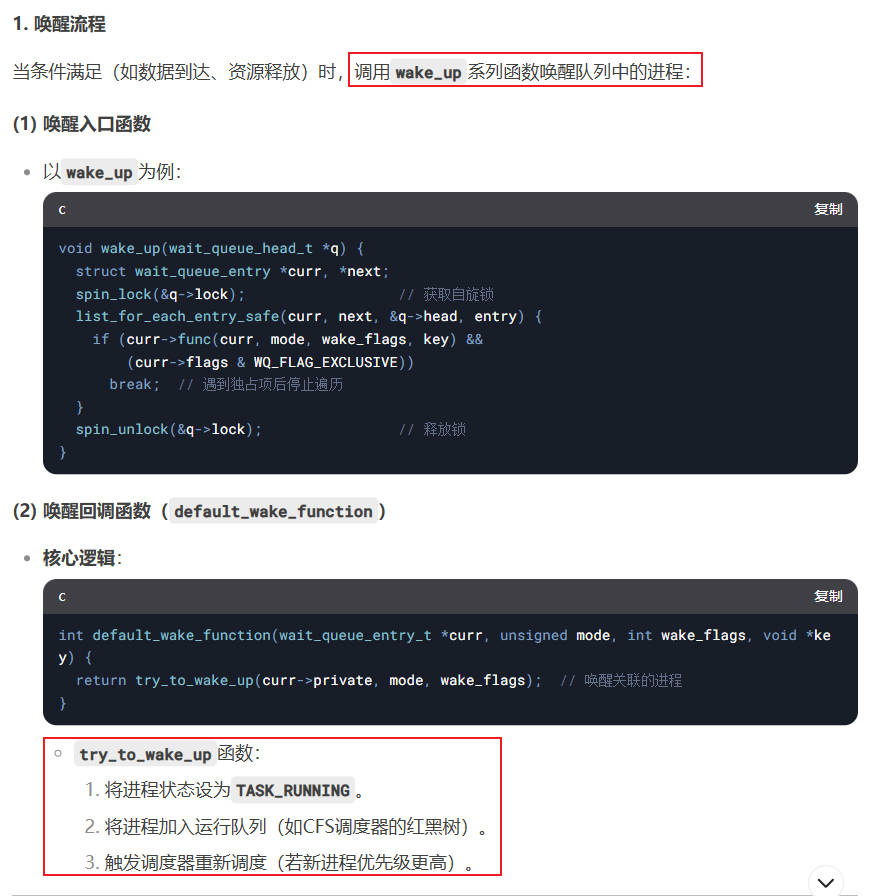 1. 唤醒流程
当条件满足（如数据到达、资源释放）时，调用 wake_up 系列函数唤醒队列中的进程：
(1) 唤醒入口函数
以 wake_up 为例：
c 复制
void wake_up(wait_queue_head_t *q) {
struct wait_queue_entry *curr, *next;
spin_lock(&q->lock); // 获取自旋锁
list_for_each_entry_safe(curr, next, &q->head, entry) {
if (curr->func(curr, mode, wake_flags, key) &&
(curr->flags & WQ_FLAG_EXCLUSIVE))
break; // 遇到独占项后停止遍历
}
spin_unlock(&q->lock); // 释放锁
}
(2) 唤醒回调函数（ default_wake_function ）
核心逻辑：
c 复制
int default_wake_function(wait_queue_entry_t *curr, unsigned mode, int wake_flags, void *ke
y) {
return try_to_wake_up(curr->private, mode, wake_flags); // 唤醒关联的进程
}
try_to_wake_up 函数：
1. 将进程状态设为 TASK_RUNNING 。
2. 将进程加入运行队列（如CFS调度器的红黑树）。
3. 触发调度器重新调度（若新进程优先级更高）。